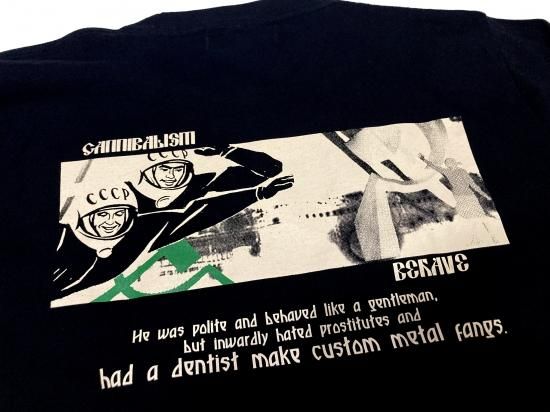 CANNIBALISM
CCCP
CCCP
BEHAVE
He was polite and behaved like a gentleman,
but inwardly hated prostitutes and
had a dentist make custom metal fangs.